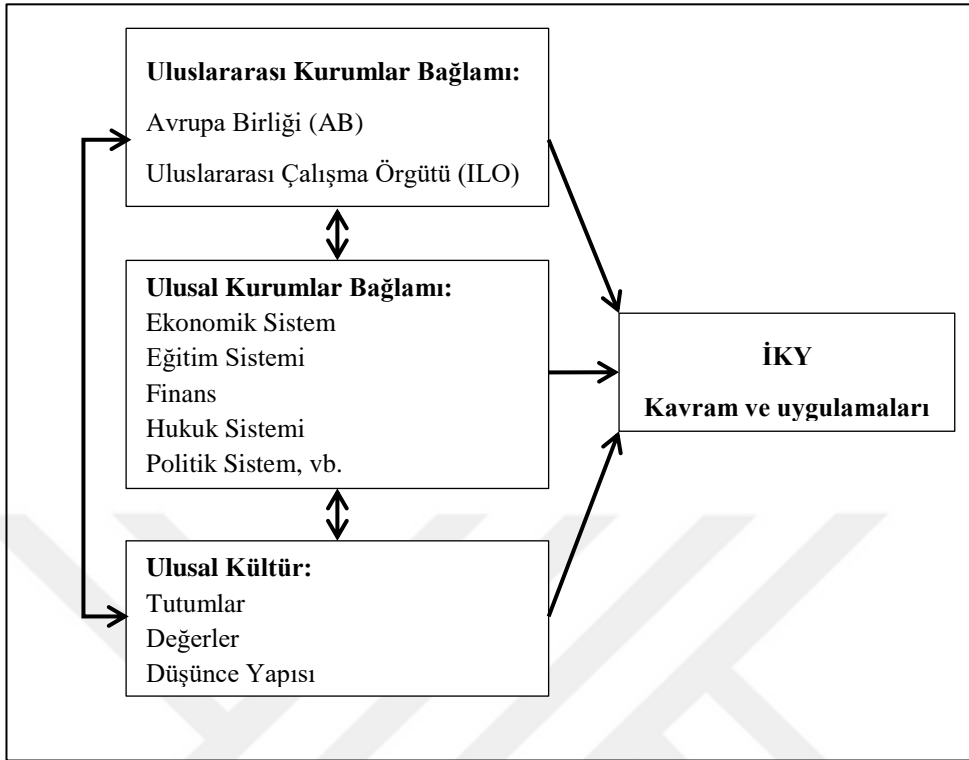 Uluslararası Kurumlar Bağlamı:
Avrupa Birliği (AB)
Uluslararası Çalışma Örgütü (ILO)
Ulusal Kurumlar Bağlamı:
Ekonomik Sistem
Eğitim Sistemi
Finans
Hukuk Sistemi
Politik Sistem, vb.
Ulusal Kültür:
Tutumlar
Değerler
Düşünce Yapısı
İKY
Kavram ve uygulamaları